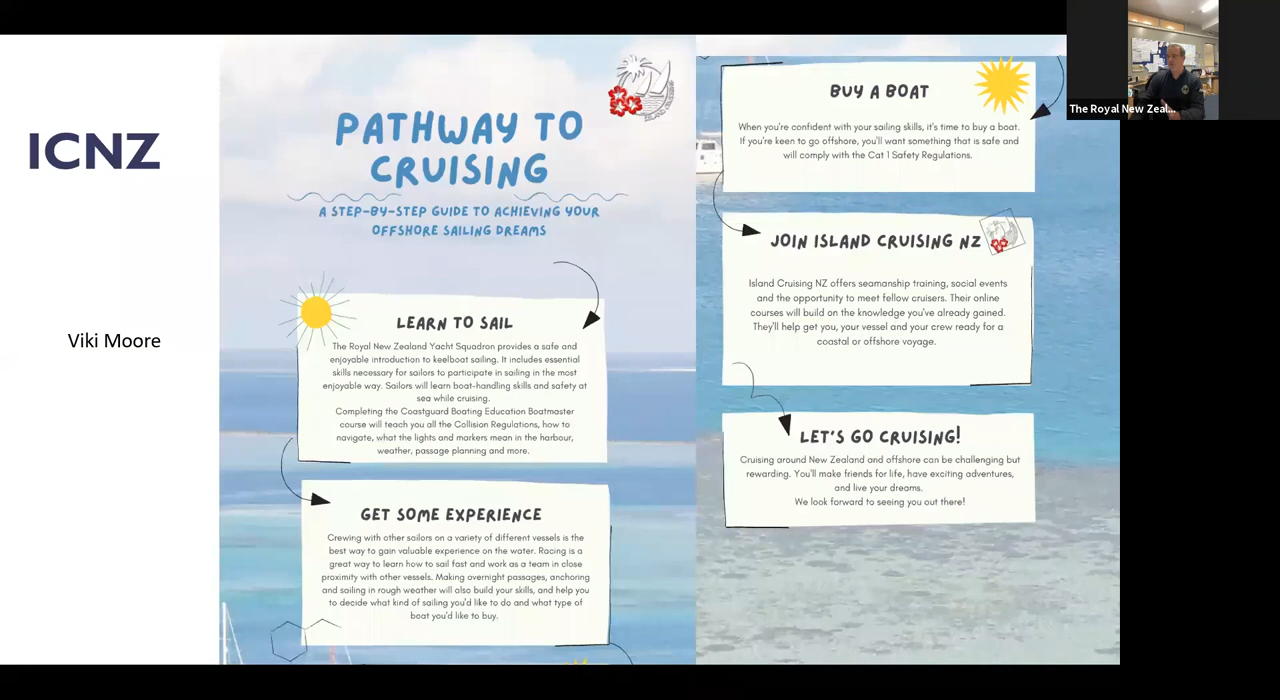 ICNZ
Viki Moore
PATHWAY TO
CRUISING
A STEP-BY-STEP GUIDE TO ACHIEVING YOUR
OFFSHORE SAILING DREAMS
LEARN TO SAIL
The Royal New Zealand Yacht Squadron provides a safe and
enjoyable introduction to keelboat sailing. It includes essential
skills necessary for sailors to participate in sailing in the most
enjoyable way. Sailors will learn boat-handling skills and safety at
sea while cruising.
Completing the Coastguard Boating Education Boatmaster
course will teach you all the Collision Regulations, how to
navigate, what the lights and markers mean in the harbour,
weather, passage planning and more.
GET SOME EXPERIENCE
Crewing with other sailors on a variety of different vessels is the
best way to gain valuable experience on the water. Racing is a
great way to learn how to sail fast and work as a team in close
proximity with other vessels. Making overnight passages, anchoring
and sailing in rough weather will also build your skills, and help you
to decide what kind of sailing you'd like to do and what type of
boat you'd like to buy.
BUY A BOAT
When you're confident with your sailing skills, it's time to buy a boat.
If you're keen to go offshore, you'll want something that is safe and
will comply with the Cat 1 Safety Regulations.
JOIN ISLAND CRUISING NZ
Island Cruising NZ offers seamanship training, social events
and the opportunity to meet fellow cruisers. Their online
courses will build on the knowledge you've already gained.
They'll help get you, your vessel and your crew ready for a
coastal or offshore voyage.
LET'S GO CRUISING!
Cruising around New Zealand and offshore can be challenging but
rewarding. You'll make friends for life, have exciting adventures,
and live your dreams.
We look forward to seeing you out there!
The Royal New Zeal...